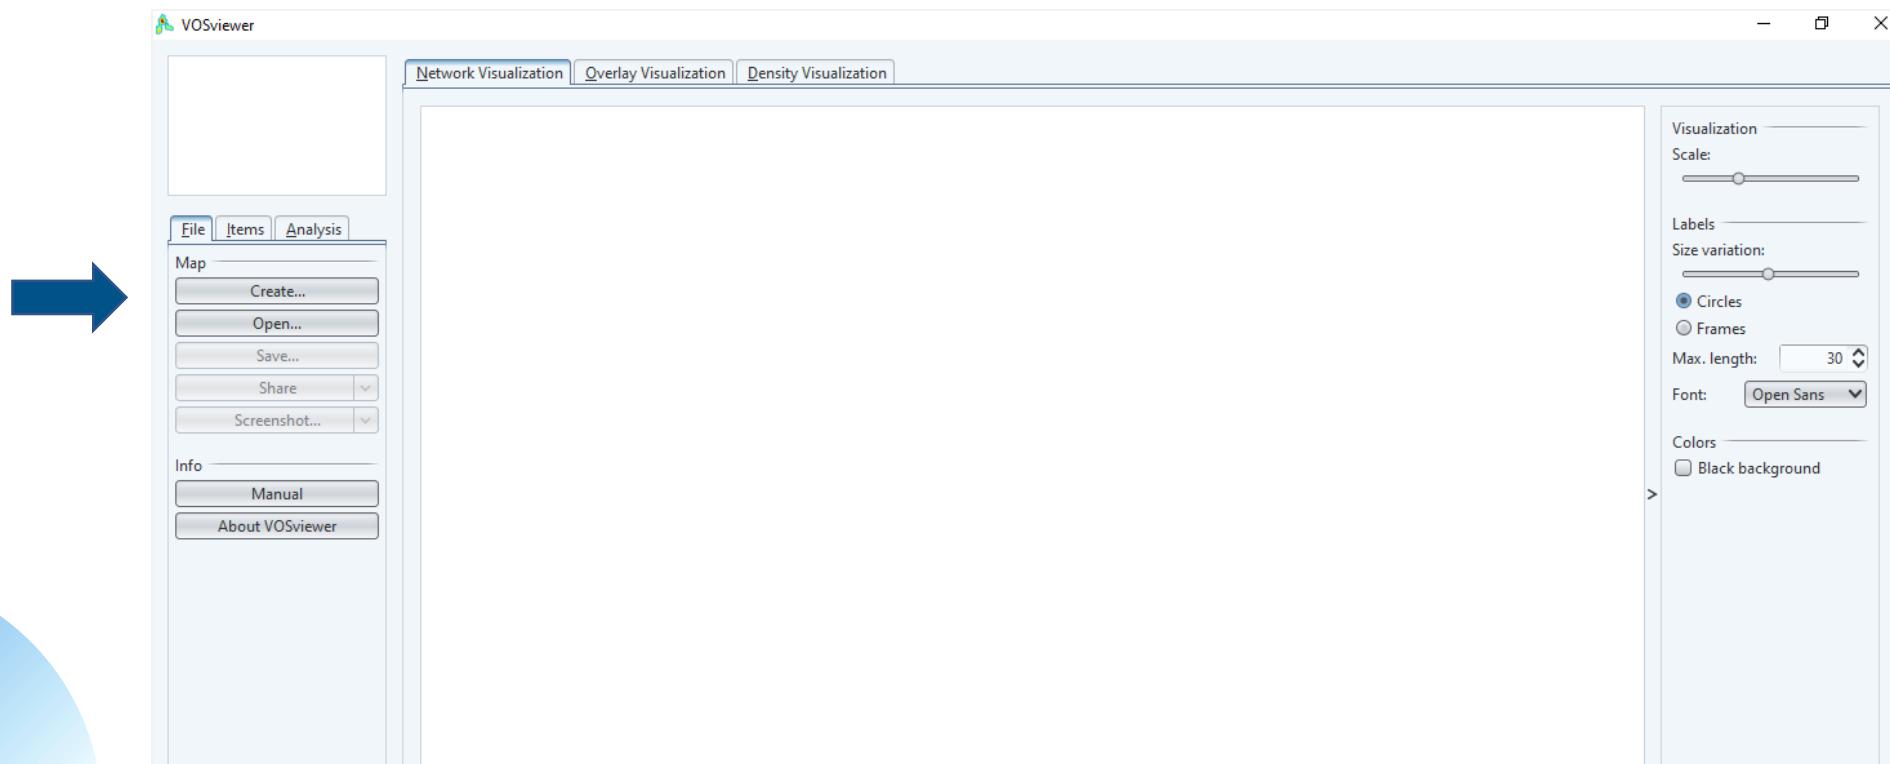 VOSviewer
Network Visualization Overlay Visualization Density Visualization
File Items Analysis
Map
Create...
Open...
Save...
Share
Screenshot...
Info
Manual
About VOSviewer
>
Visualization
Scale:
Labels
Size variation:
Circles
Frames
Max. length: 30
Font: Open Sans
Colors
Black background